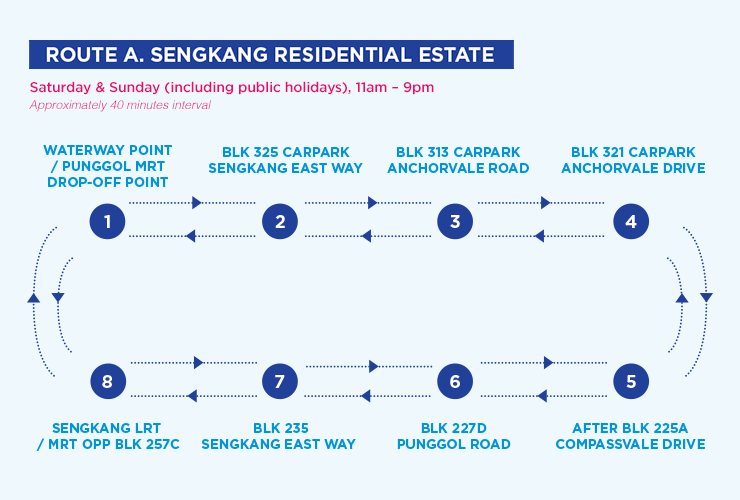 ROUTE A. SENGKANG RESIDENTIAL ESTATE
Saturday & Sunday (including public holidays), 11am – 9pm
Approximately 40 minutes interval
WATERWAY POINT
/ PUNGGOL MRT
DROP-OFF POINT
BLK 325 CARPARK
SENGKANG EAST WAY
BLK 313 CARPARK
ANCHORVALE ROAD
BLK 321 CARPARK
ANCHORVALE DRIVE
1
2
3
4
8
7
6
5
SENGKANG LRT
/ MRT OPP BLK 257C
BLK 235
SENGKANG EAST WAY
BLK 227D
PUNGGOL ROAD
AFTER BLK 225A
COMPASSVALE DRIVE